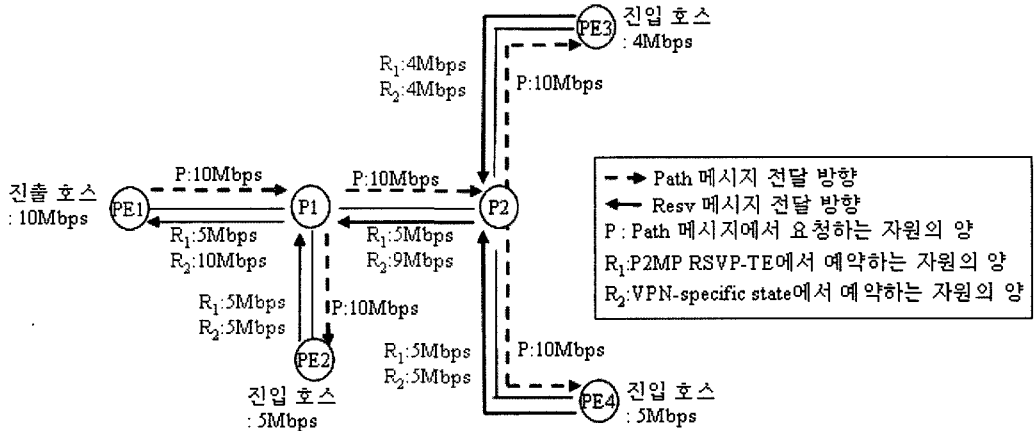 PE3
진입 호스
: 4Mbps
R₁:4Mbps
R₂:4Mbps
P:10Mbps
P:10Mbps
P:10Mbps
진출 호스
: 10Mbps
PE1
P1
P2
R₁:5Mbps
R₂:10Mbps
R₁:5Mbps
R₂:9Mbps
R₁:5Mbps
R₂:5Mbps
P:10Mbps
PE2
진입 호스
: 5Mbps
R₁:5Mbps
R₂:5Mbps
P:10Mbps
PE4
진입 호스
: 5Mbps
Path 메시지 전달 방향
Resv 메시지 전달 방향
P : Path 메시지에서 요청하는 자원의 양
R₁:P2MP RSVP-TE에서 예약하는 자원의 양
R₂:VPN-specific state에서 예약하는 자원의 양